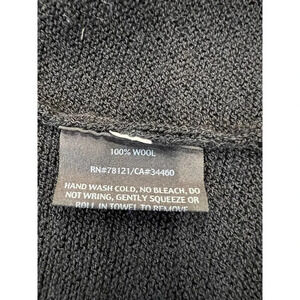 100% WOOL
RN#78121/CA#34460
HAND WASH COLD, NO BLEACH, DO
NOT WRING, GENTLY SQUEEZE OR
ROLL IN TOWEL TO REMOVE